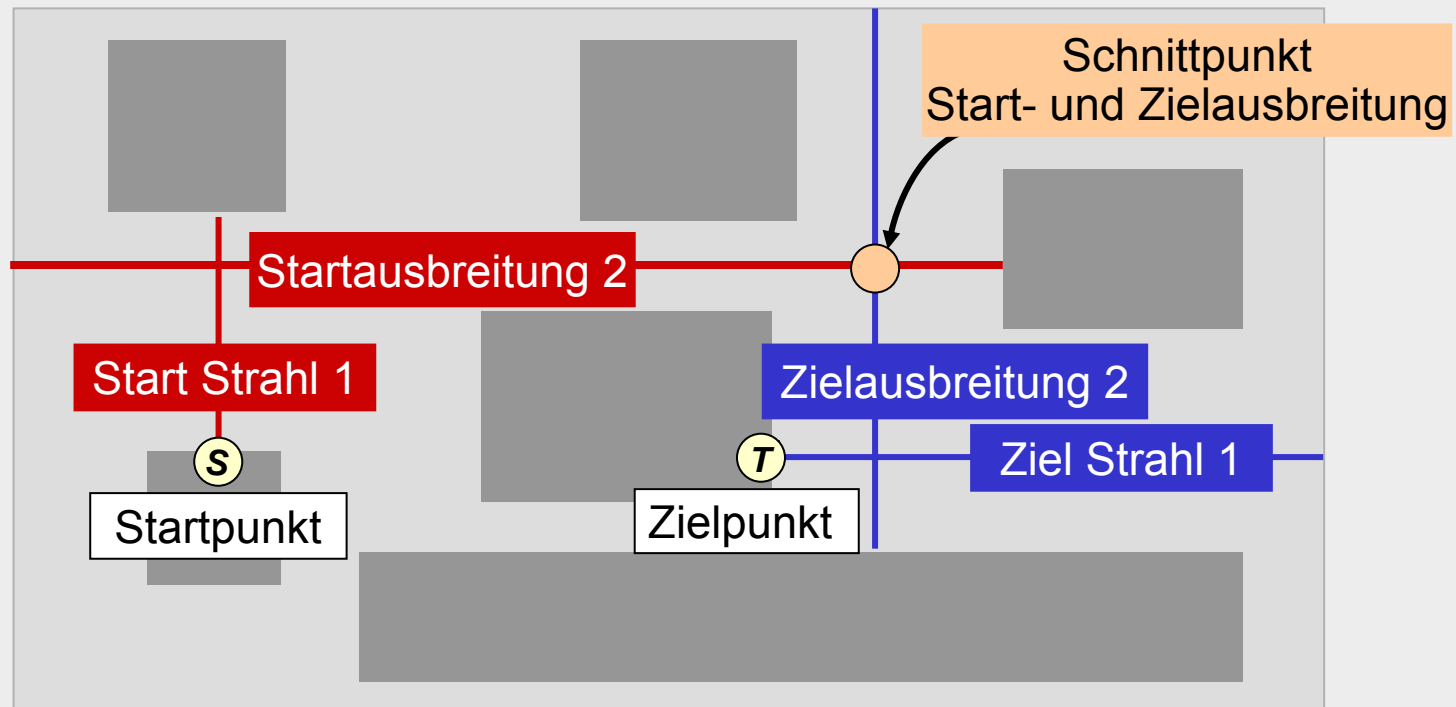 Schnittpunkt
Start- und Zielausbreitung
Startausbreitung 2
Start Strahl 1
Zielausbreitung 2
S
T
Ziel Strahl 1
Startpunkt
Zielpunkt